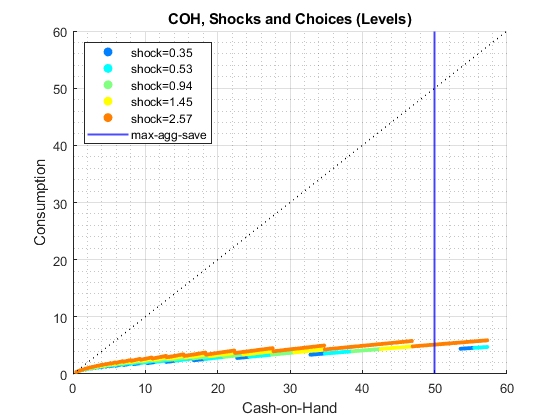 COH, Shocks and Choices (Levels)
60
50
40
30
20
10
0
Consumption
shock=0.35
shock=0.53
shock=0.94
shock=1.45
shock=2.57
max-agg-save
0
10
20
30
40
50
60
Cash-on-Hand